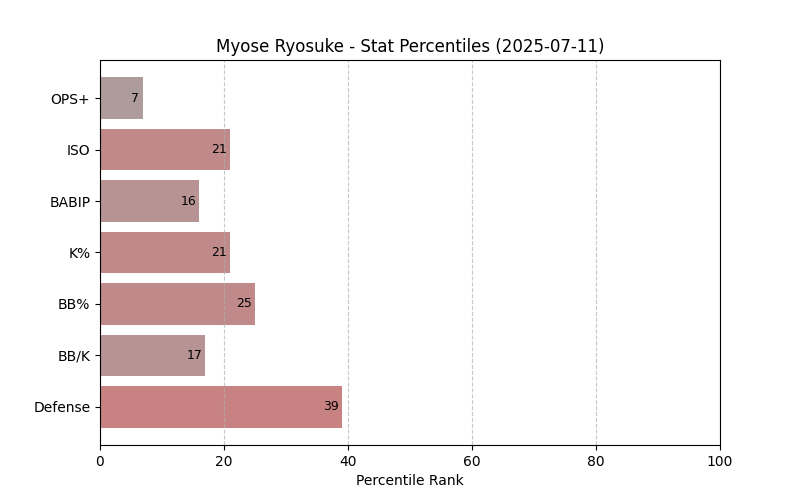 Myose Ryosuke - Stat Percentiles (2025-07-11)
OPS+ 7
ISO 21
BABIP 16
K% 21
BB% 25
BB/K 17
Defense 39
0 20 40 60 80 100
Percentile Rank